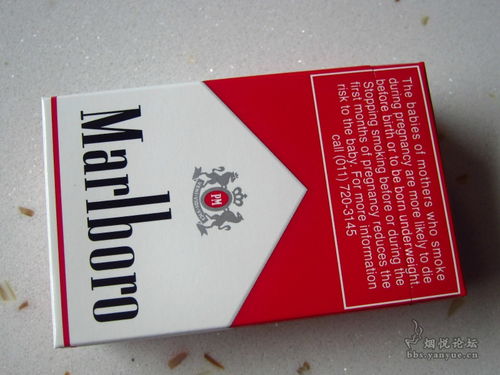 The babies of mothers who smoke
during pregnancy are more likely to die
before birth or to be born underweight.
Stopping smoking before or during the
first months of pregnancy reduces the
risk to the baby. For more information
call (011) 720-3145
PM
Marlboro
烟悦论坛
bbs.yanyue.cn